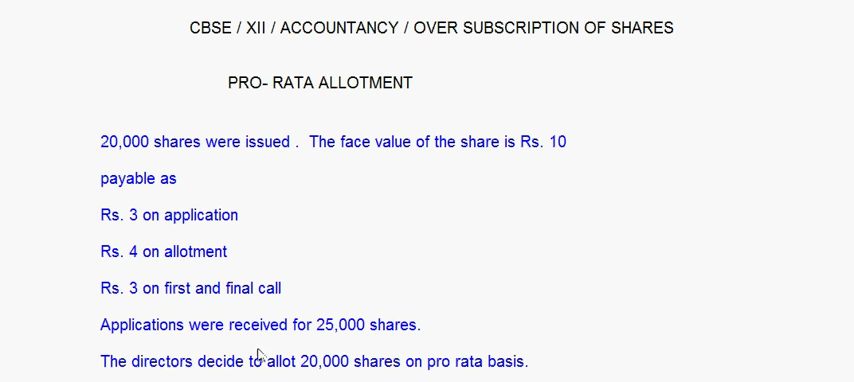 CBSE / XII / ACCOUNTANCY / OVER SUBSCRIPTION OF SHARES
PRO- RATA ALLOTMENT
20,000 shares were issued .  The face value of the share is Rs. 10
payable as
Rs. 3 on application
Rs. 4 on allotment
Rs. 3 on first and final call
Applications were received for 25,000 shares.
The directors decide to allot 20,000 shares on pro rata basis.